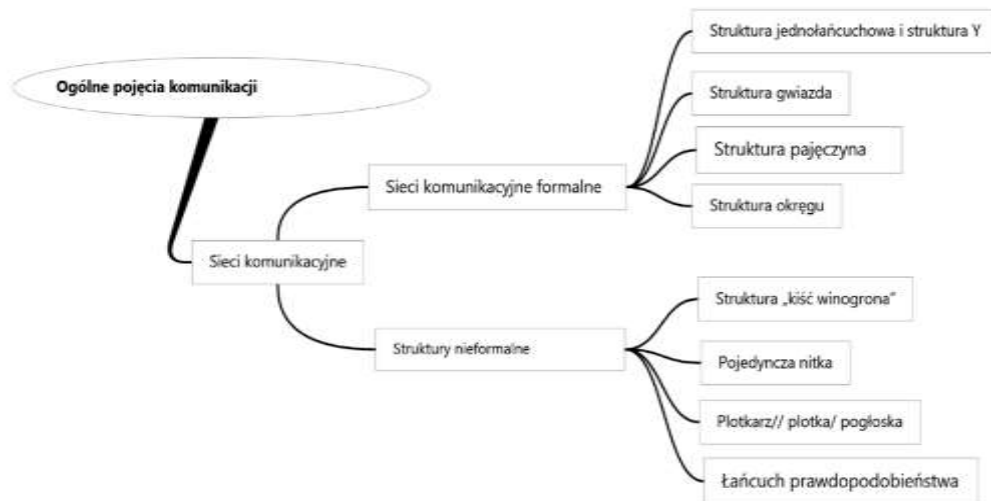 Ogólne pojęcia komunikacji
Sieci komunikacyjne
Sieci komunikacyjne formalne
Struktura jednołańcuchowa i struktura Y
Struktura gwiazda
Struktura pajęczyna
Struktura okręgu
Struktury nieformalne
Struktura „kiść winogrona”
Pojedyncza nitka
Plotkarz// plotka/ pogłoska
Łańcuch prawdopodobieństwa